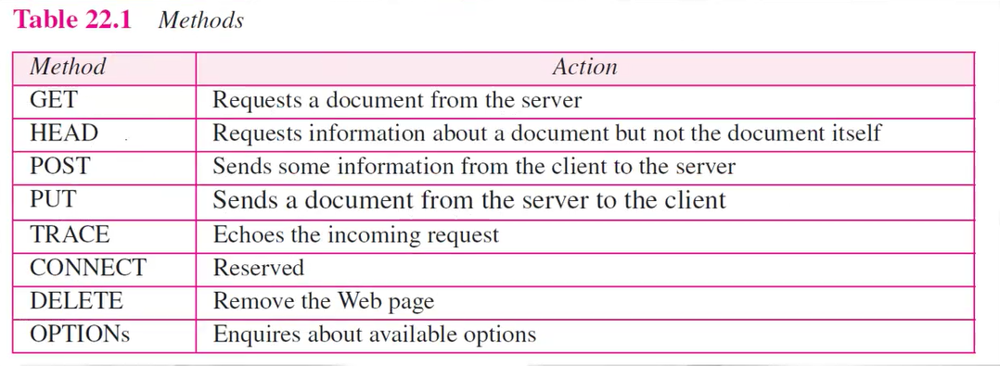 Table 22.1 Methods
Method Action
GET Requests a document from the server
HEAD Requests information about a document but not the document itself
POST Sends some information from the client to the server
PUT Sends a document from the server to the client
TRACE Echoes the incoming request
CONNECT Reserved
DELETE Remove the Web page
OPTIONs Enquires about available options